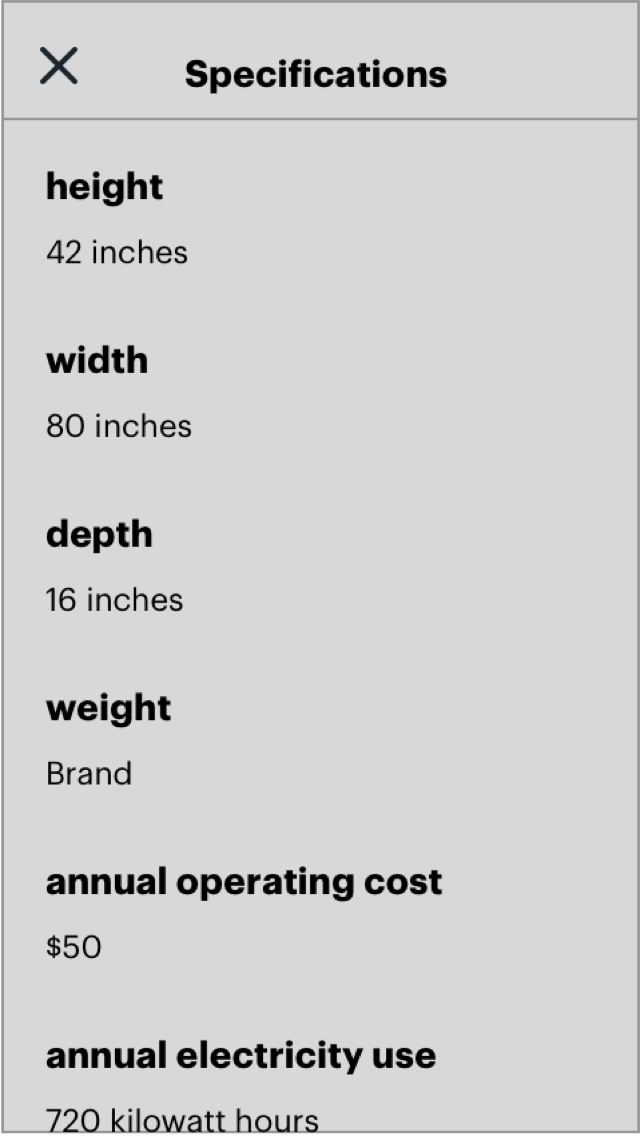 Specifications
height
42 inches
width
80 inches
depth
16 inches
weight
Brand
annual operating cost
$50
annual electricity use
720 kilowatt hours